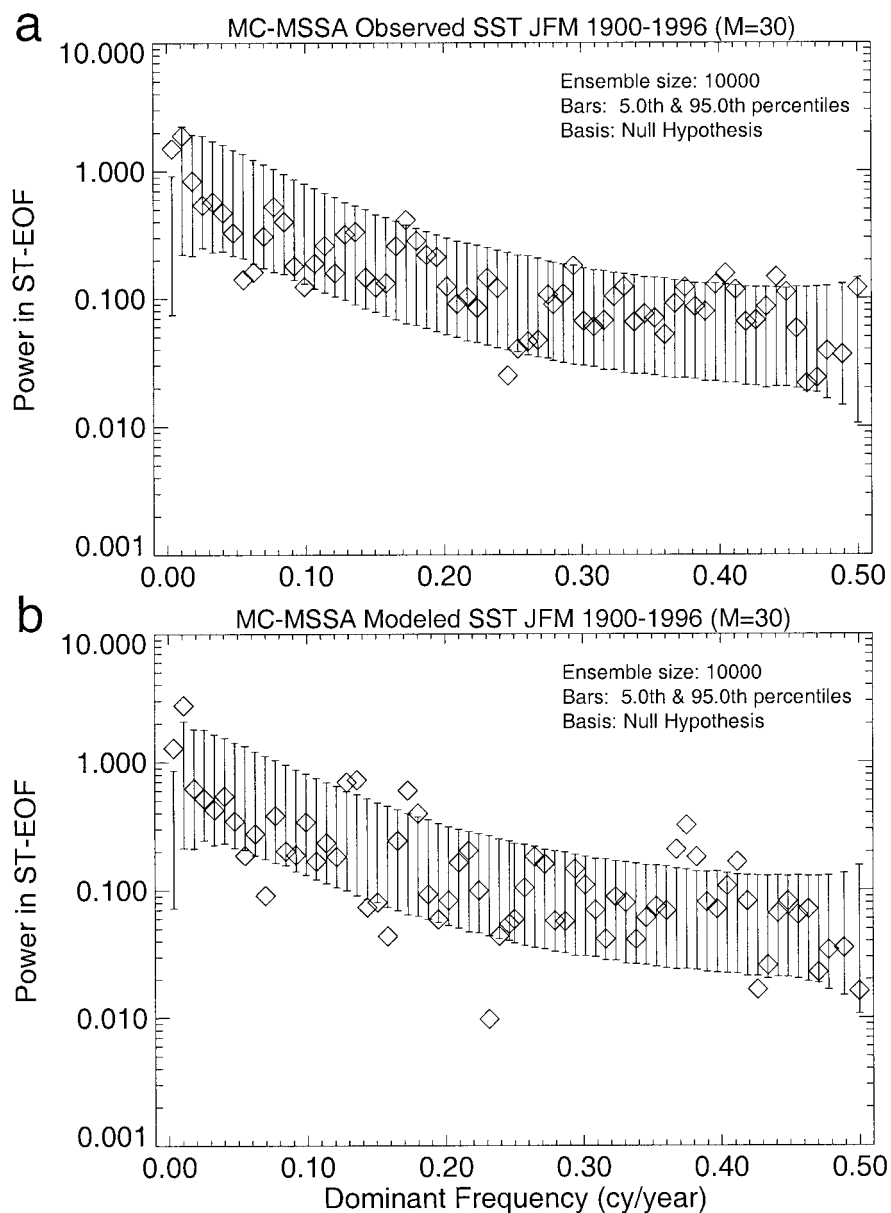 a
MC-MSSA Observed SST JFM 1900-1996 (M=30)
10.000
1.000
0.100
0.010
0.001
Power in ST-EOF
Ensemble size: 10000
Bars: 5.0th & 95.0th percentiles
Basis: Null Hypothesis
0.00 0.10 0.20 0.30 0.40 0.50
b
MC-MSSA Modeled SST JFM 1900-1996 (M=30)
10.000
1.000
0.100
0.010
0.001
Power in ST-EOF
Ensemble size: 10000
Bars: 5.0th & 95.0th percentiles
Basis: Null Hypothesis
0.00 0.10 0.20 0.30 0.40 0.50
Dominant Frequency (cy/year)